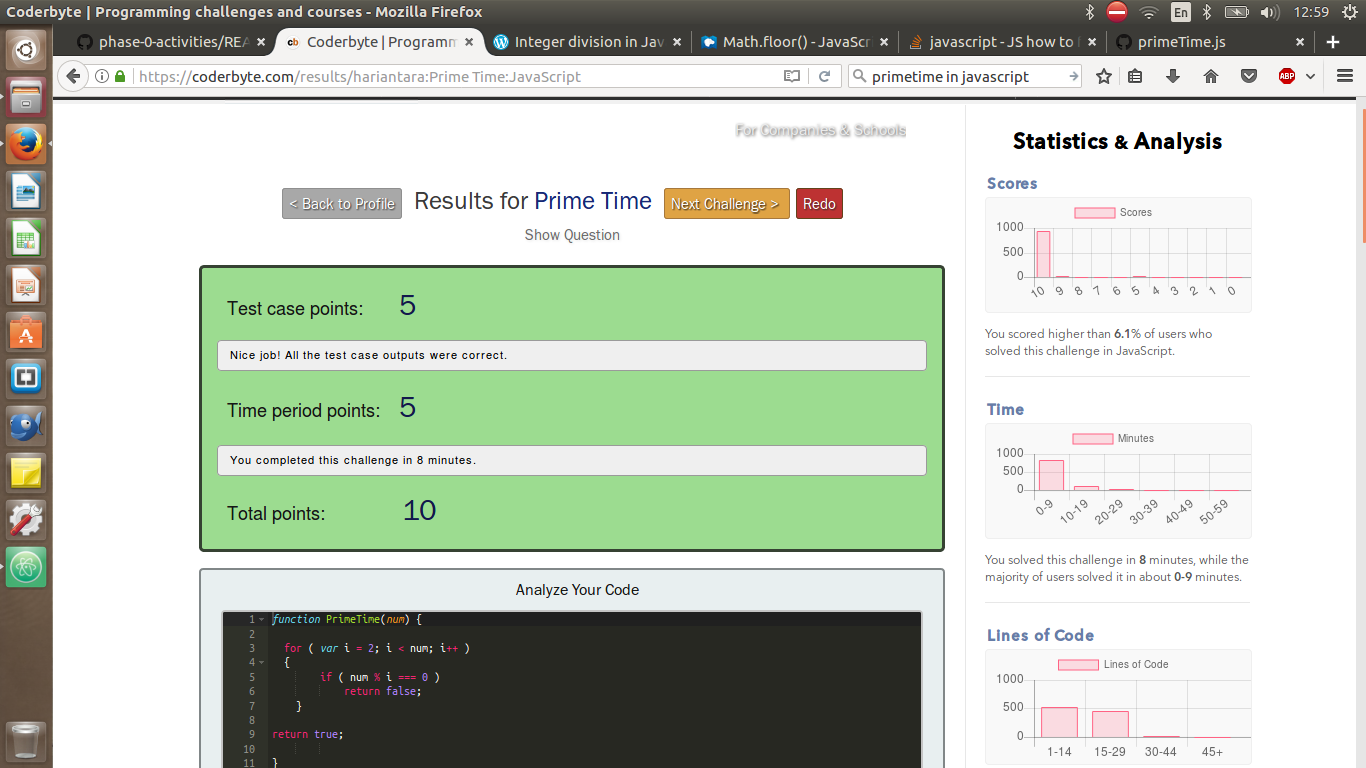 Coderbyte | Programming challenges and courses - Mozilla Firefox
En
12:59
phase-0-activities/REA
Coderbyte | Programm
Integer division in Jav
Math.floor() - JavaScr
javascript - JS how to
primeTime.js
https://coderbyte.com/results/hariantara:Prime Time:JavaScript
primetime in javascript
ABP
For Companies & Schools
< Back to Profile
Results for Prime Time
Next Challenge >
Redo
Show Question
Test case points: 5
Nice job! All the test case outputs were correct.
Time period points: 5
You completed this challenge in 8 minutes.
Total points: 10
Analyze Your Code
1 function PrimeTime(num) {
2
3 for ( var i = 2; i < num; i++ )
4 {
5 if ( num % i === 0 )
6 return false;
7 }
8
9 return true;
10
11 }
Statistics & Analysis
Scores
Scores
1000
500
0
10 9 8 7 6 5 4 3 2 1 0
You scored higher than 6.1% of users who
solved this challenge in JavaScript.
Time
Minutes
1000
500
0
0-9 10-19 20-29 30-39 40-49 50-59
You solved this challenge in 8 minutes, while the
majority of users solved it in about 0-9 minutes.
Lines of Code
Lines of Code
1000
500
0
1-14 15-29 30-44 45+